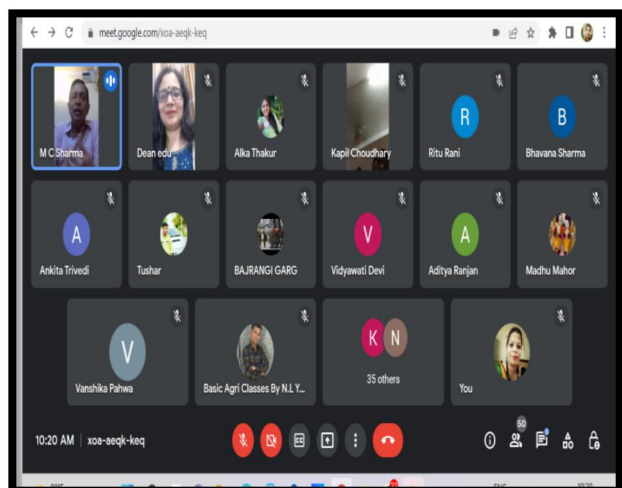 meet.google.com/xoa-aeqk-keq
M C Sharma
Dean edu
Alka Thakur
Kapil Choudhary
R
Ritu Rani
B
Bhavana Sharma
A
Ankita Trivedi
Tushar
BAJRANGI GARG
V
Vidyawati Devi
A
Aditya Ranjan
Madhu Mahor
V
Vanshika Pahwa
Basic Agri Classes By N.L Y...
K N
35 others
You
10:20 AM | xoa-aeqk-keq
50